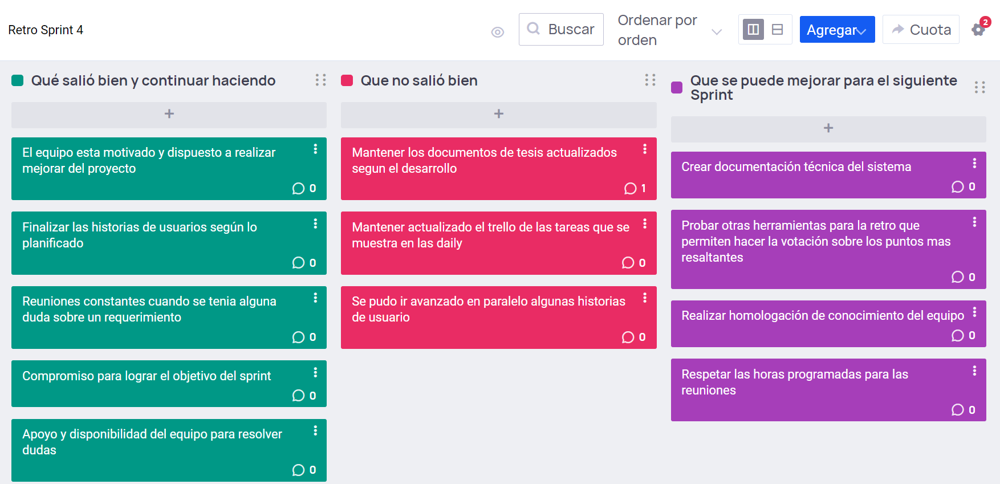 Retro Sprint 4
Buscar
Ordenar por
orden
Agregar
Cuota
2
Qué salió bien y continuar haciendo
+
El equipo esta motivado y dispuesto a realizar
mejorar del proyecto
0
Finalizar las historias de usuarios según lo
planificado
0
Reuniones constantes cuando se tenia alguna
duda sobre un requerimiento
0
Compromiso para lograr el objetivo del sprint
0
Apoyo y disponibilidad del equipo para resolver
dudas
0
Que no salió bien
+
Mantener los documentos de tesis actualizados
segun el desarrollo
1
Mantener actualizado el trello de las tareas que se
muestra en las daily
0
Se pudo ir avanzado en paralelo algunas historias
de usuario
0
Que se puede mejorar para el siguiente
Sprint
+
Crear documentación técnica del sistema
0
Probar otras herramientas para la retro que
permiten hacer la votación sobre los puntos mas
resaltantes
0
Realizar homologación de conocimiento del equipo
0
Respetar las horas programadas para las
reuniones
0